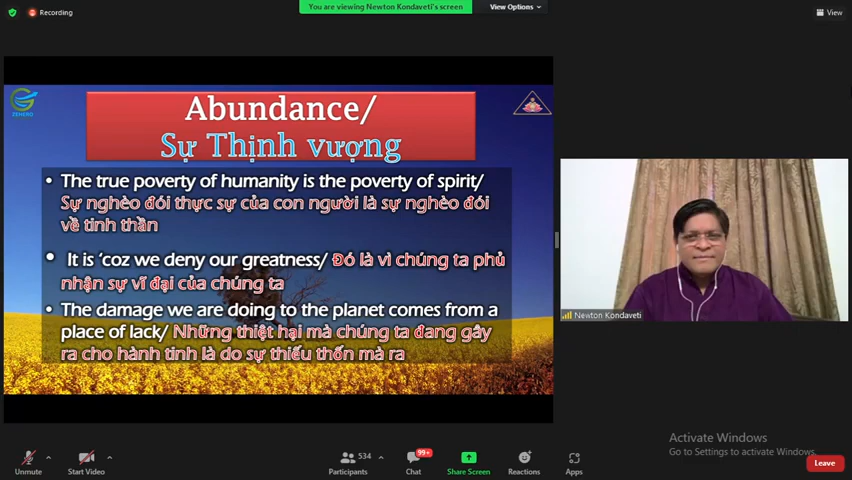 Recording
You are viewing Newton Kondaveti's screen
View Options
View
ZENERO
Abundance/
Sự Thịnh vượng
• The true poverty of humanity is the poverty of spirit/
Sự nghèo đói thực sự của con người là sự nghèo đói
về tinh thần
• It is ‘coz we deny our greatness/ Đó là vì chúng ta phủ
nhận sự vĩ đại của chúng ta
• The damage we are doing to the planet comes from a
place of lack/ Những thiệt hại mà chúng ta đang gây
ra cho hành tinh là do sự thiếu thốn mà ra
Newton Kondaveti
Activate Windows
Go to Settings to activate Windows.
Unmute
Start Video
534
Participants
99+
Chat
Share Screen
Reactions
Apps
Leave